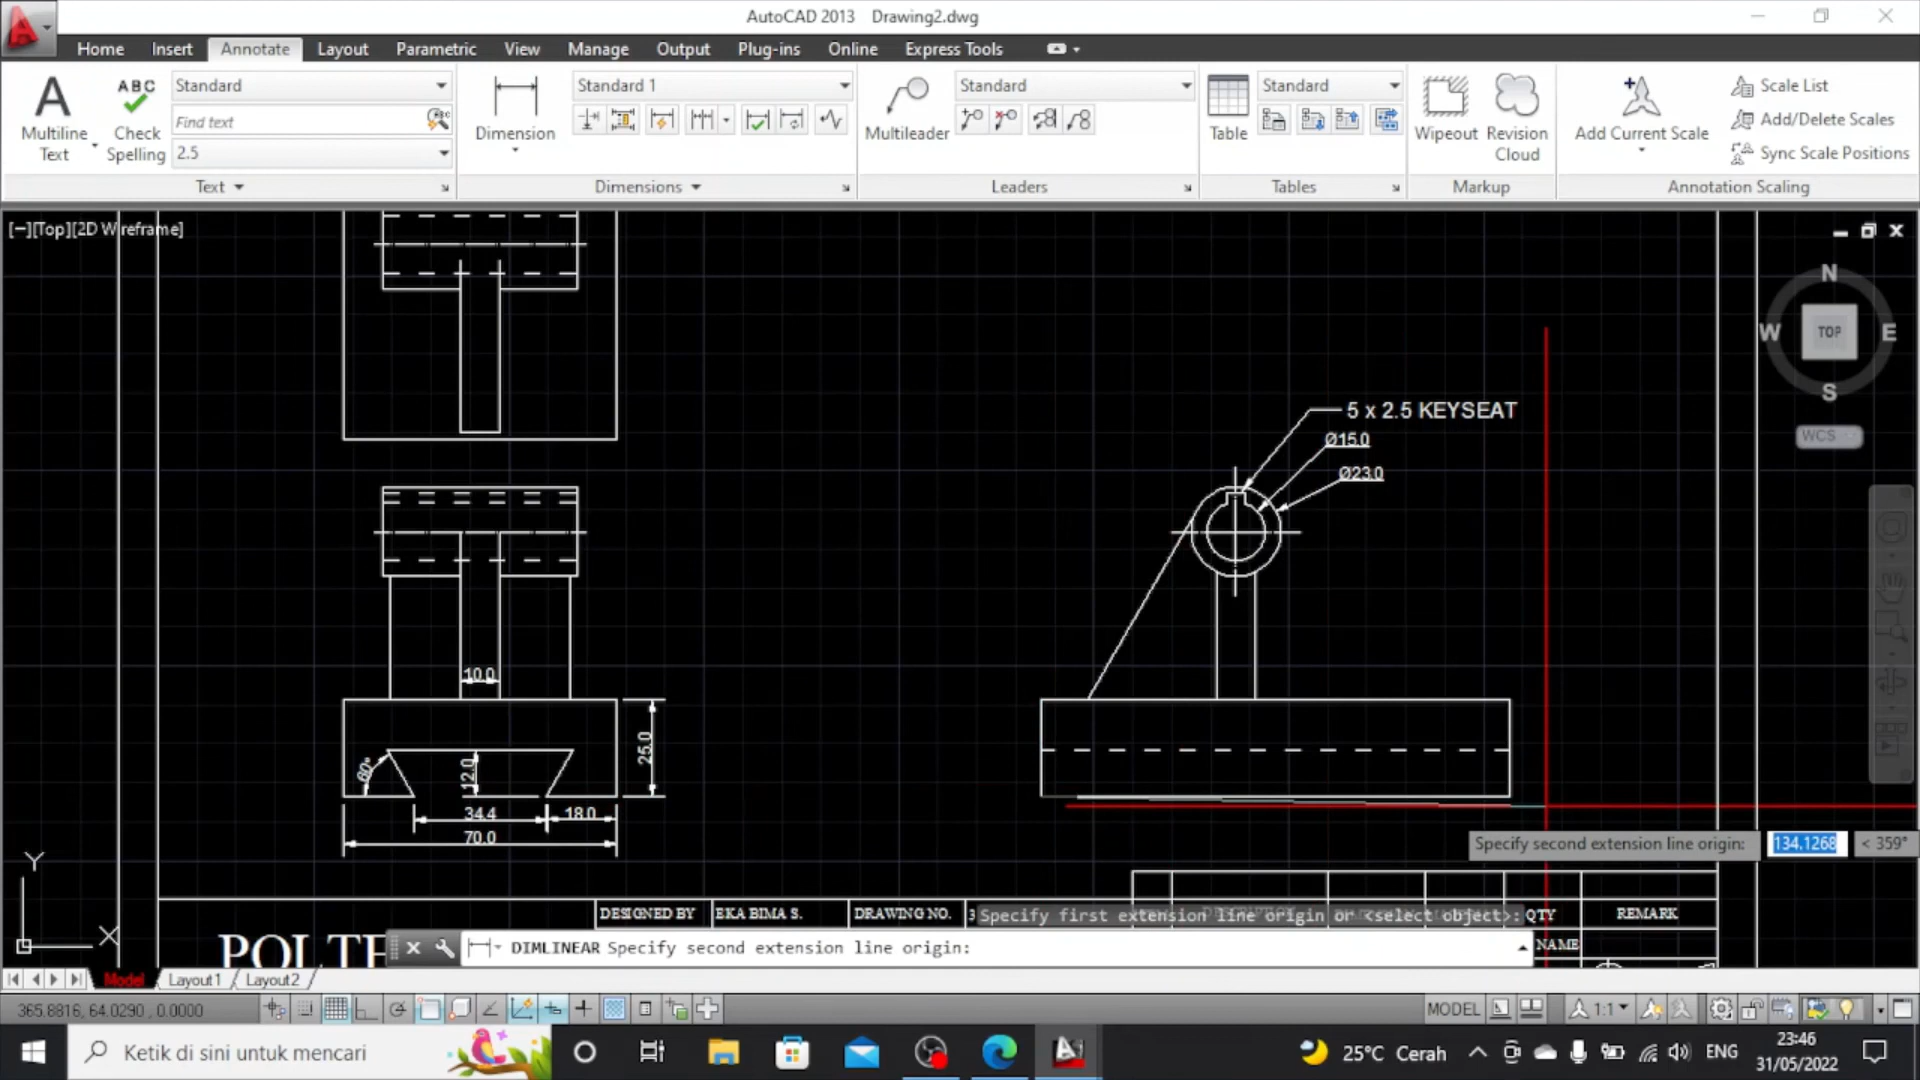 AutoCAD 2013 Drawing2.dwg
Home Insert Annotate Layout Parametric View Manage Output Plug-ins Online Express Tools
A Multiline Text
ABC Check Spelling
Standard
Find text
ABC
2.5
Text
Dimension
Standard 1
Dimensions
Multileader
Standard
Leaders
Table
Standard
Tables
Wipeout
Revision Cloud
Markup
Add Current Scale
Scale List
Add/Delete Scales
Sync Scale Positions
Annotation Scaling
[−][Top][2D Wireframe]
N
W TOP E
S
WCS
5 x 2.5 KEYSEAT
Ø15.0
Ø23.0
10.0
25.0
60°
12.0
34.4 18.0
70.0
Specify second extension line origin: 134.1268 < 359°
Y
X
DESIGNED BY EKA BIMA S. DRAWING NO. 3
Specify first extension line origin or <select object>:
QTY REMARK
NAME
POLTE
DIMLINEAR Specify second extension line origin:
Model Layout1 Layout2
365.8816, 64.0290, 0.0000
MODEL 1:1
Ketik di sini untuk mencari
25°C Cerah
ENG
23:46
31/05/2022